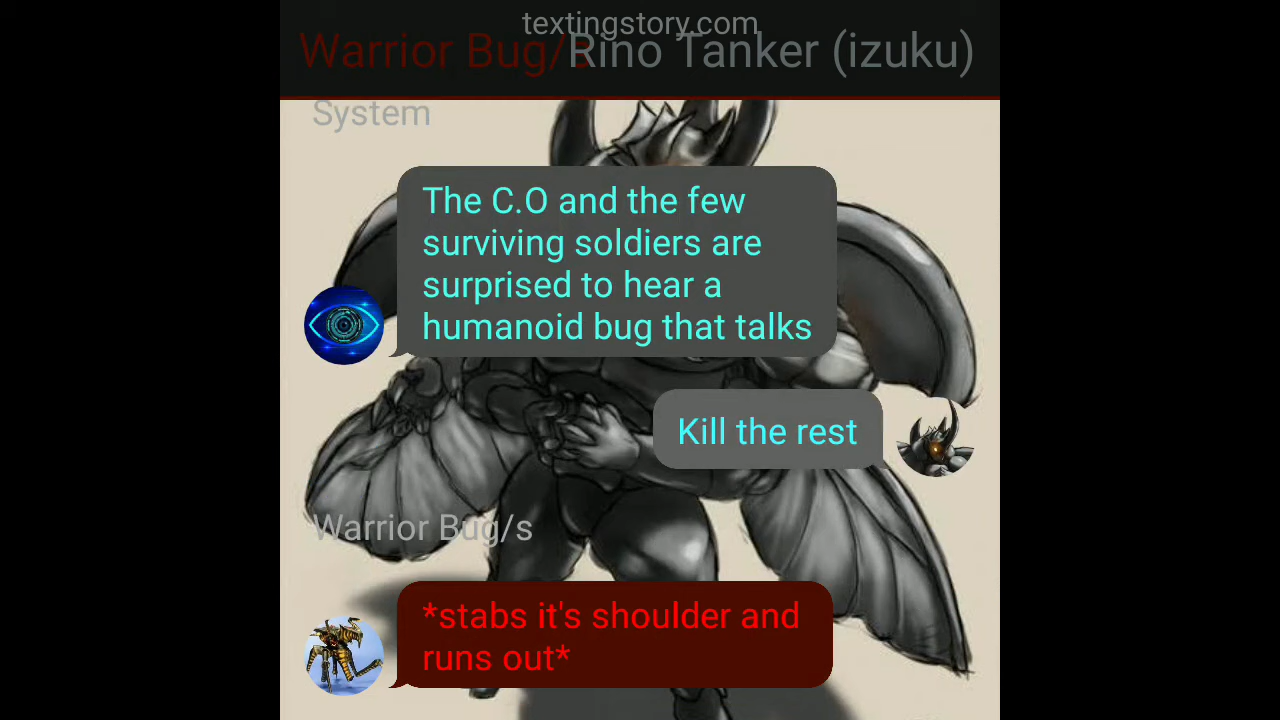 textingstory.com
Warrior Bug/s
Rino Tanker (izuku)
System
The C.O and the few
surviving soldiers are
surprised to hear a
humanoid bug that talks
Kill the rest
Warrior Bug/s
*stabs it's shoulder and
runs out*